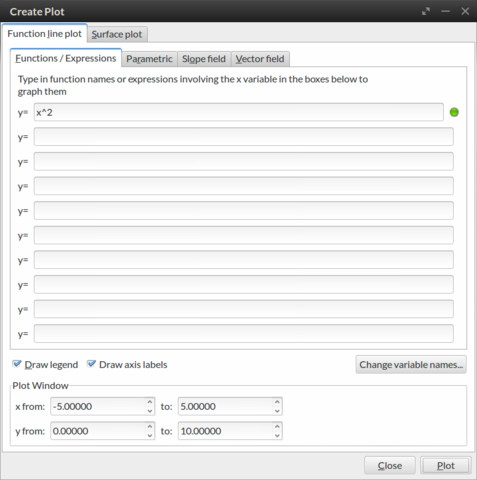 Create Plot
Function line plot Surface plot
Functions / Expressions Parametric Slope field Vector field
Type in function names or expressions involving the x variable in the boxes below to
graph them
y= x^2
y=
y=
y=
y=
y=
y=
y=
y=
y=
Draw legend Draw axis labels Change variable names...
Plot Window
x from: -5.00000 to: 5.00000
y from: 0.00000 to: 10.00000
Close Plot